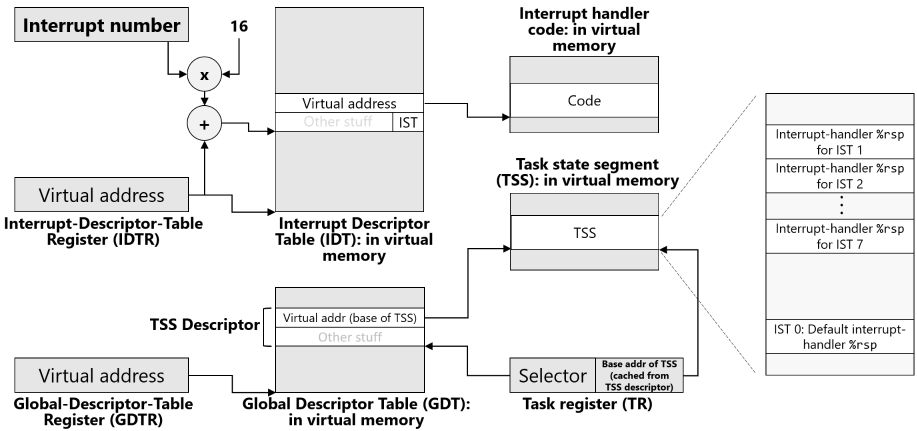 Interrupt number
16
x
+
Virtual address
Interrupt-Descriptor-Table
Register (IDTR)
Virtual address
Other stuff
IST
Interrupt Descriptor
Table (IDT): in virtual
memory
Interrupt handler
code: in virtual
memory
Code
Task state segment
(TSS): in virtual memory
TSS
Interrupt-handler %rsp
for IST 1
Interrupt-handler %rsp
for IST 2
⋮
Interrupt-handler %rsp
for IST 7
IST 0: Default interrupt-
handler %rsp
TSS Descriptor
Virtual addr (base of TSS)
Other stuff
Virtual address
Global-Descriptor-Table
Register (GDTR)
Global Descriptor Table (GDT):
in virtual memory
Selector
Base addr of TSS
(cached from
TSS descriptor)
Task register (TR)